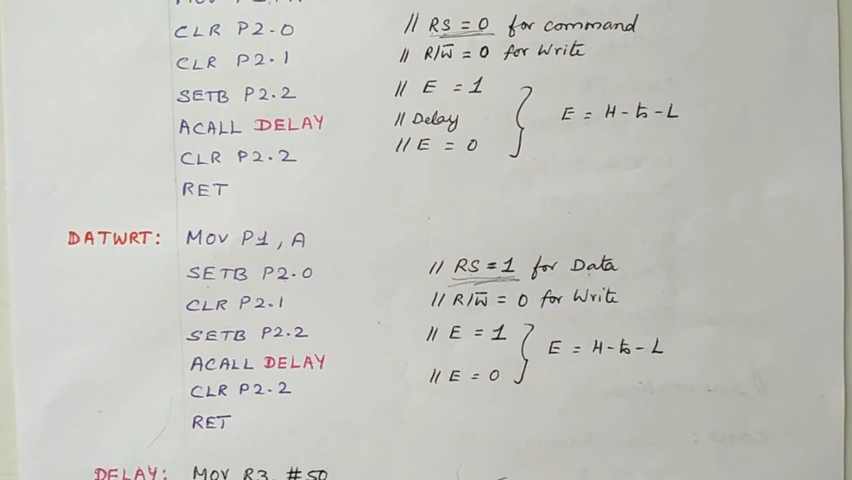 CLR P2.0 // RS = 0 for command
CLR P2.1 // R/W̅ = 0 for Write
SETB P2.2 // E = 1
ACALL DELAY // Delay E = H-to-L
CLR P2.2 // E = 0
RET
DATWRT: MOV P1, A
SETB P2.0 // RS = 1 for Data
CLR P2.1 // R/W̅ = 0 for Write
SETB P2.2 // E = 1
ACALL DELAY E = H-to-L
CLR P2.2 // E = 0
RET
DELAY: MOV R3, #50